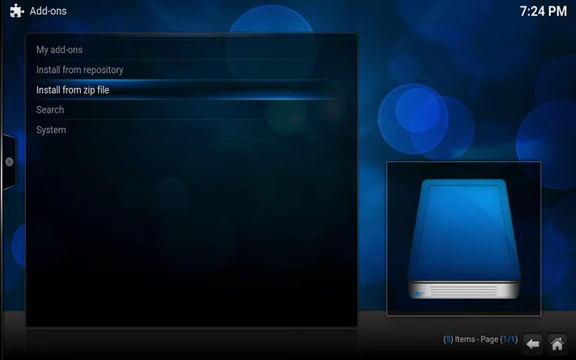 Add-ons
7:24 PM
My add-ons
Install from repository
Install from zip file
Search
System
(5) Items - Page (1/1)